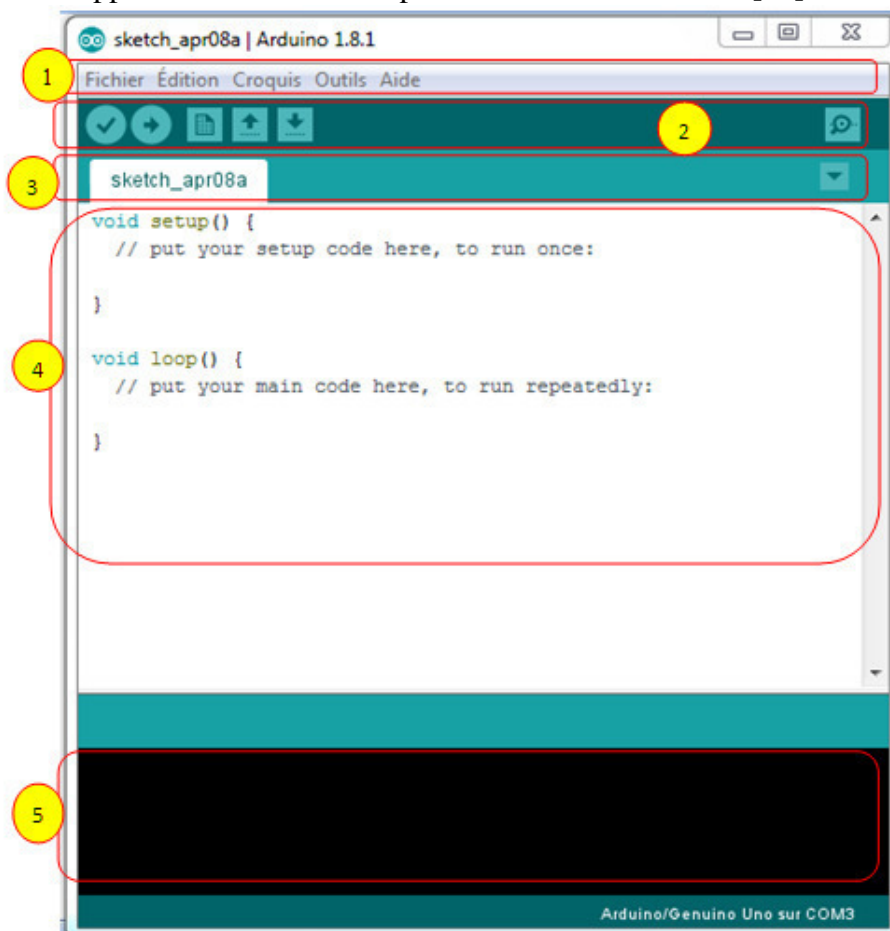 sketch_apr08a | Arduino 1.8.1
1
Fichier Édition Croquis Outils Aide
2
3
sketch_apr08a
void setup() {
// put your setup code here, to run once:
}
4
void loop() {
// put your main code here, to run repeatedly:
}
5
Arduino/Genuino Uno sur COM3